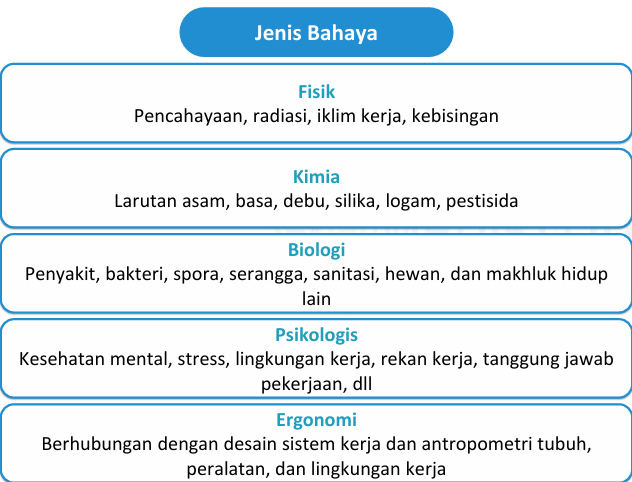 Jenis Bahaya
Fisik
Pencahayaan, radiasi, iklim kerja, kebisingan
Kimia
Larutan asam, basa, debu, silika, logam, pestisida
Biologi
Penyakit, bakteri, spora, serangga, sanitasi, hewan, dan makhluk hidup
lain
Psikologis
Kesehatan mental, stress, lingkungan kerja, rekan kerja, tanggung jawab
pekerjaan, dll
Ergonomi
Berhubungan dengan desain sistem kerja dan antropometri tubuh,
peralatan, dan lingkungan kerja